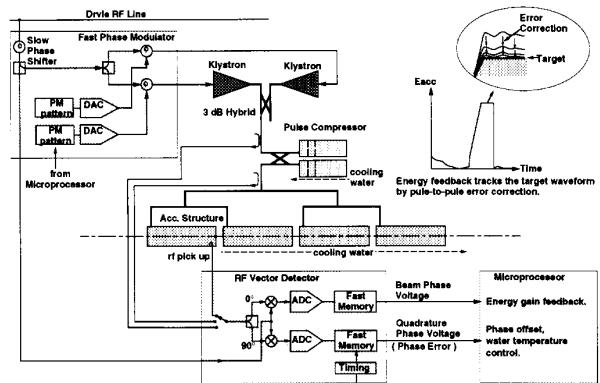 Drvie RF Line
Slow
Phase
Shifter
Fast Phase Modulator
Klystron
Klystron
3 dB Hybrid
PM
pattern
DAC
PM
pattern
DAC
from
Microprocessor
Pulse Compressor
cooling
water
Error
Correction
Target
Eacc
Time
Energy feedback tracks the target waveform
by pule-to-pule error correction.
Acc. Structure
rf pick up
cooling water
RF Vector Detector
0°
90°
ADC
ADC
Fast
Memory
Fast
Memory
Timing
Beam Phase
Voltage
Quadrature
Phase Voltage
( Phase Error )
Microprocessor
Energy gain feedback.
Phase offset,
water temperature
control.